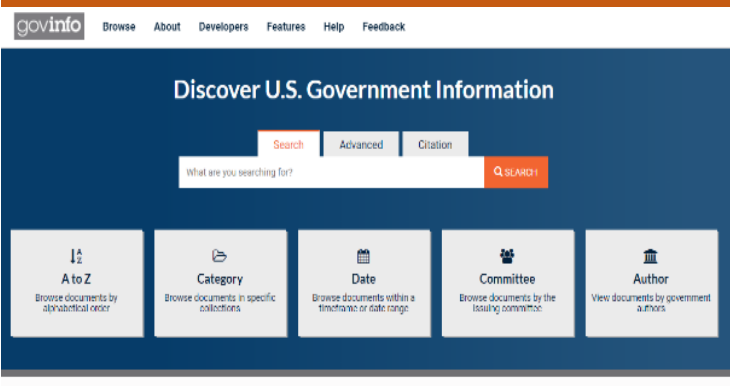 govinfo Browse About Developers Features Help Feedback
Discover U.S. Government Information
Search Advanced Citation
What are you searching for? SEARCH
A to Z
Browse documents by
alphabetical order
Category
Browse documents in specific
collections
Date
Browse documents within a
timeframe or date range
Committee
Browse documents by the
issuing committee
Author
View documents by government
authors